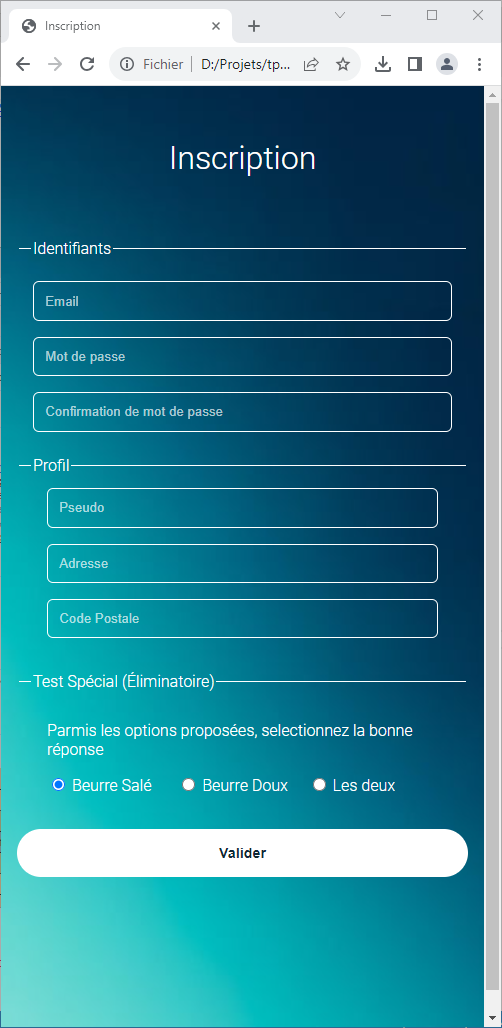 Inscription
Fichier
D:/Projets/tp...
Inscription
Identifiants
Email
Mot de passe
Confirmation de mot de passe
Profil
Pseudo
Adresse
Code Postale
Test Spécial (Éliminatoire)
Parmis les options proposées, selectionnez la bonne
réponse
Beurre Salé Beurre Doux Les deux
Valider